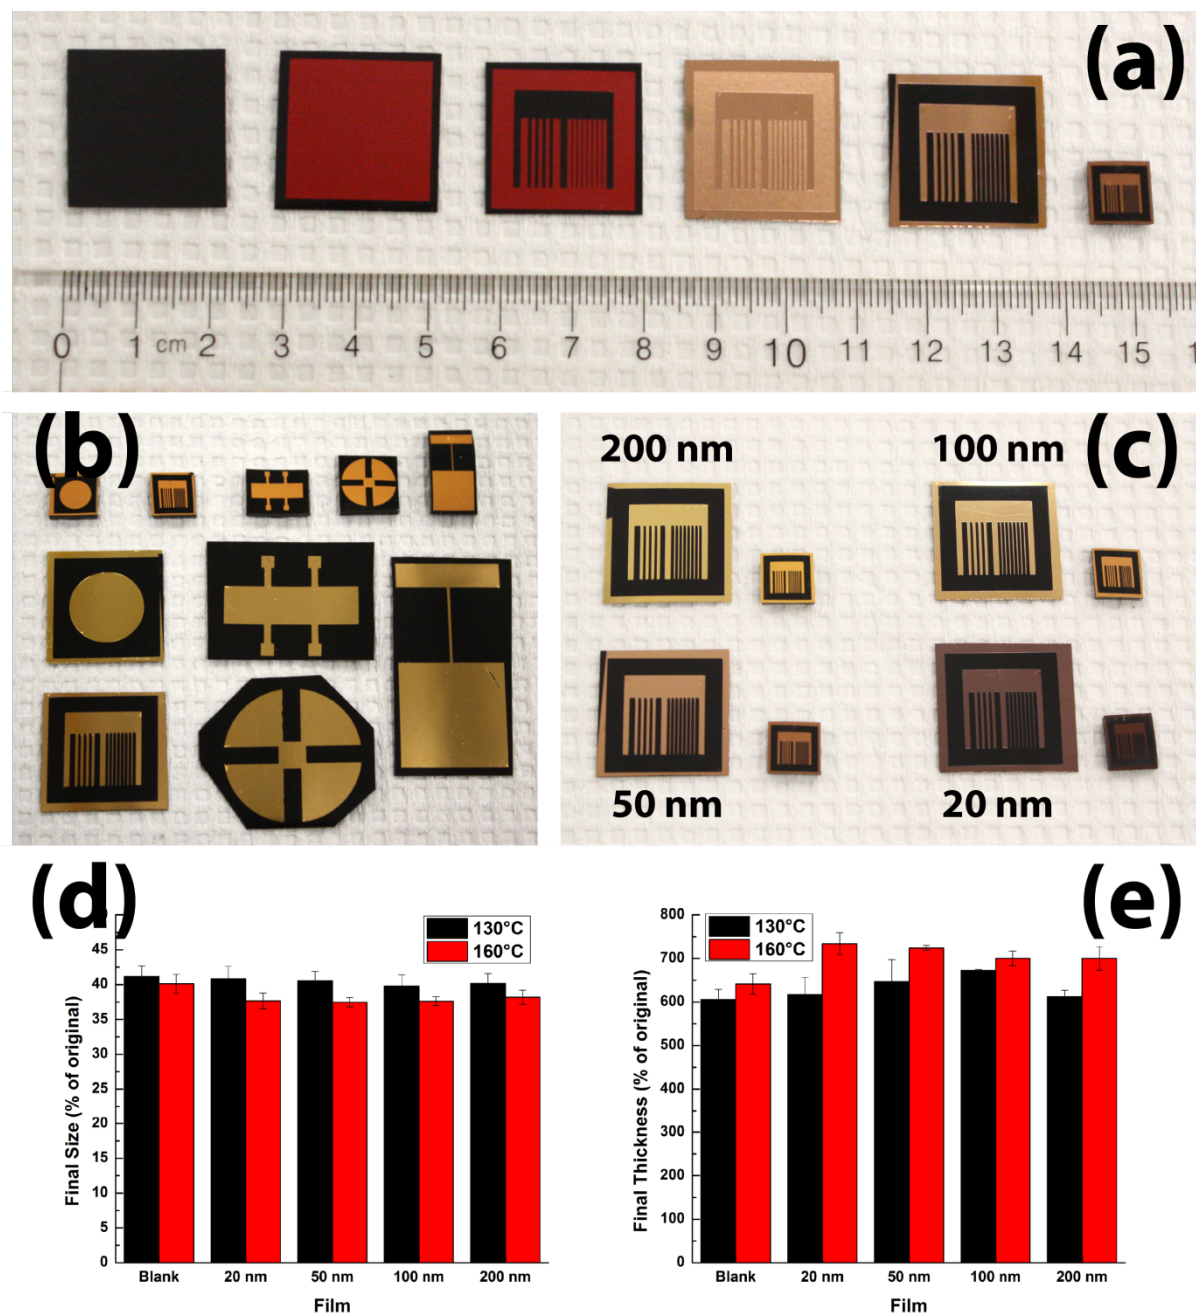 (a)
0 1 cm 2 3 4 5 6 7 8 9 10 11 12 13 14 15
(b)
(c)
200 nm 100 nm
50 nm 20 nm
(d)
130°C
160°C
45
40
35
30
25
20
15
10
5
0
Final Size (% of original)
Blank 20 nm 50 nm 100 nm 200 nm
Film
(e)
130°C
160°C
800
700
600
500
400
300
200
100
0
Final Thickness (% of original)
Blank 20 nm 50 nm 100 nm 200 nm
Film